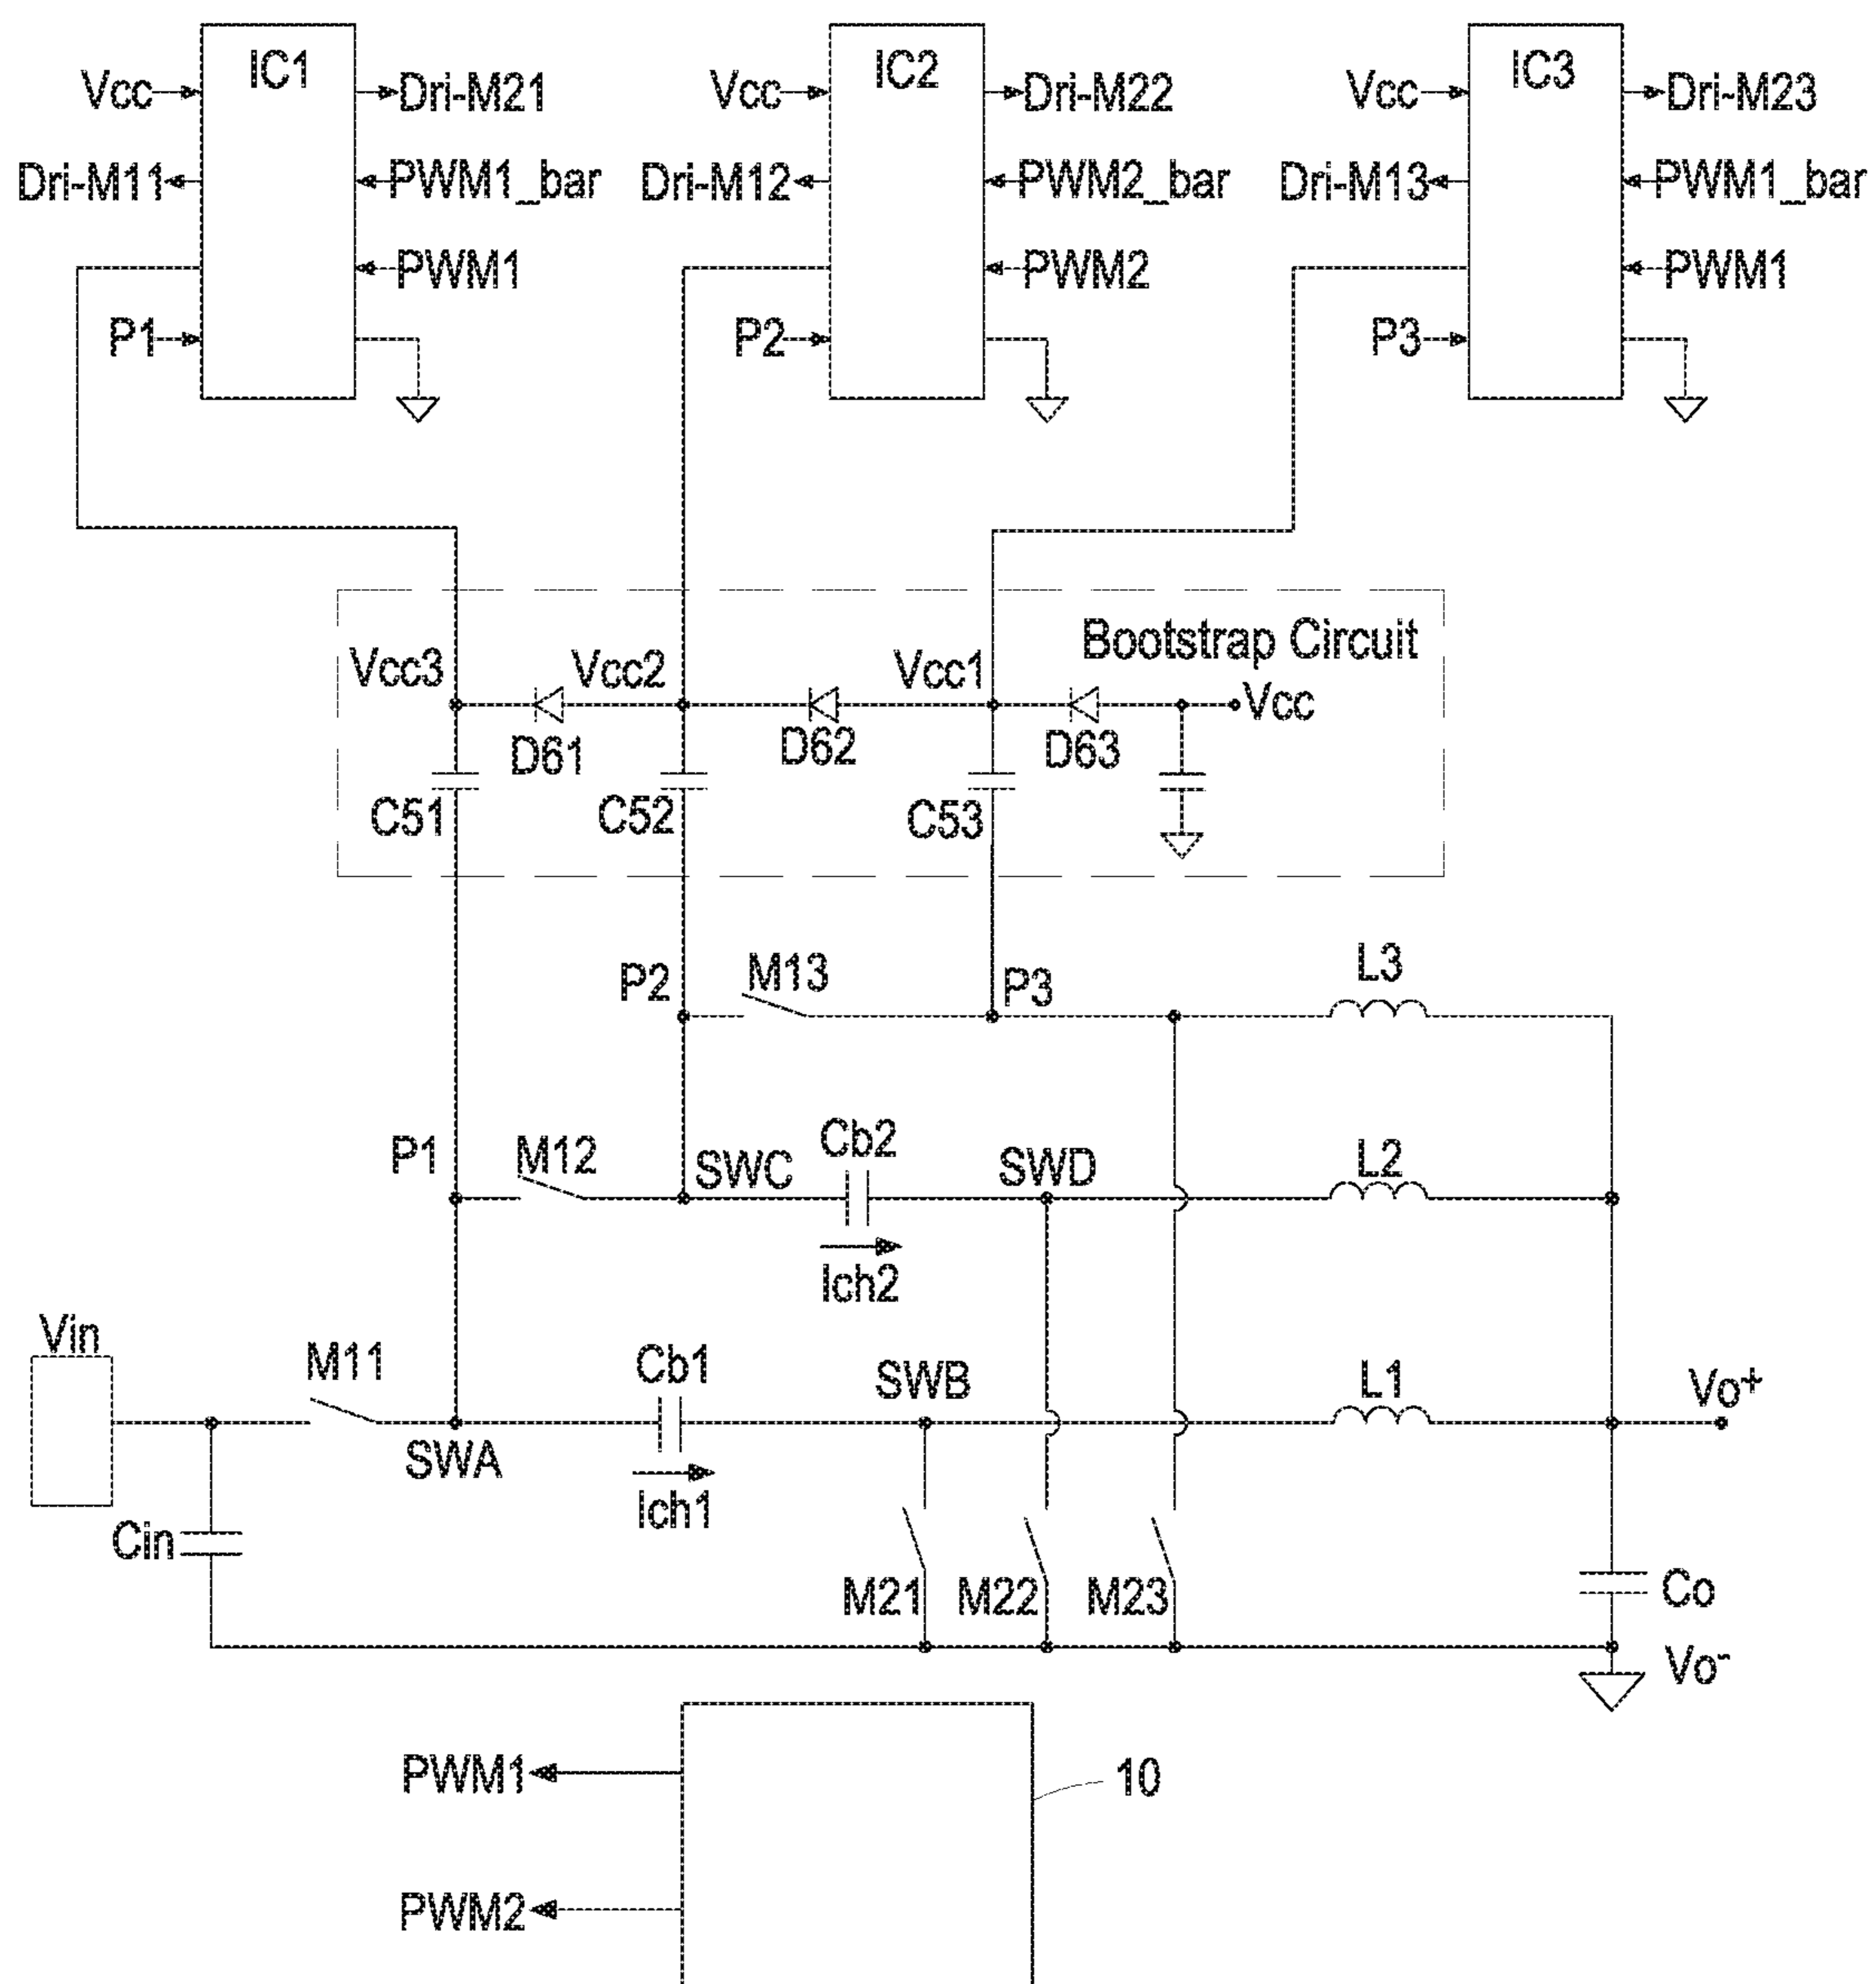 IC1
Vcc
Dri-M21
Dri-M11
PWM1_bar
PWM1
P1
IC2
Vcc
Dri-M22
Dri-M12
PWM2_bar
PWM2
P2
IC3
Vcc
Dri-M23
Dri-M13
PWM1_bar
PWM1
P3
Bootstrap Circuit
Vcc3
Vcc2
Vcc1
Vcc
D61
D62
D63
C51
C52
C53
P2
M13
P3
L3
P1
M12
SWC
Cb2
SWD
L2
Ich2
Vin
M11
Cb1
SWB
L1
Vo+
SWA
Ich1
Cin
M21
M22
M23
Co
Vo-
PWM1
10
PWM2